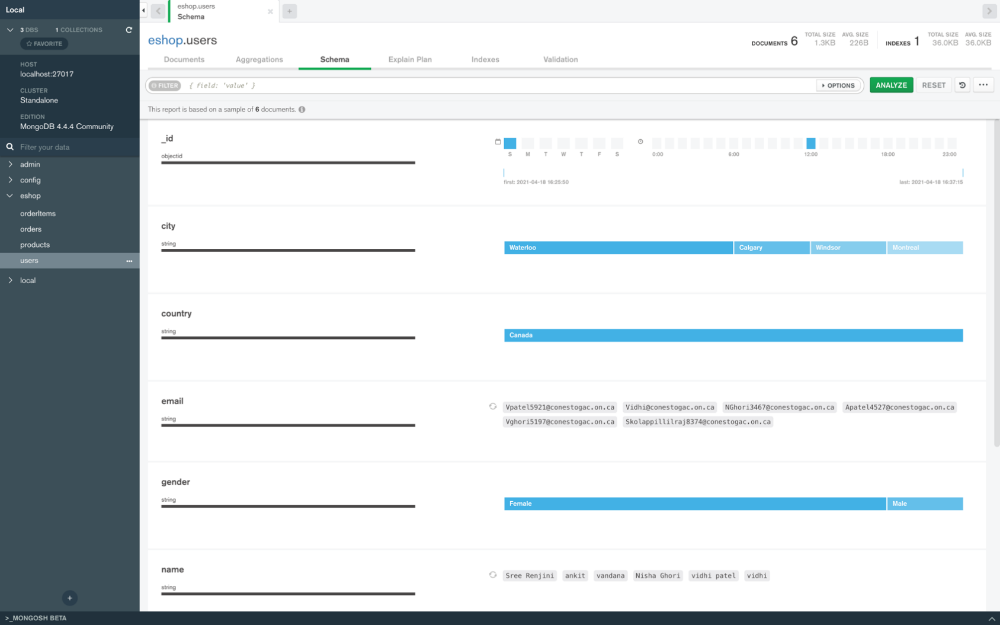 Local
3 DBS 1 COLLECTIONS
FAVORITE
HOST
localhost:27017
CLUSTER
Standalone
EDITION
MongoDB 4.4.4 Community
Filter your data
admin
config
eshop
orderItems
orders
products
users
local
>_MONGOSH BETA
eshop.users
Schema
eshop.users
DOCUMENTS 6 TOTAL SIZE 1.3KB AVG. SIZE 226B INDEXES 1 TOTAL SIZE 36.0KB AVG. SIZE 36.0KB
Documents Aggregations Schema Explain Plan Indexes Validation
FILTER { field: 'value' } OPTIONS ANALYZE RESET
This report is based on a sample of 6 documents.
_id
objectid
S M T W T F S 0:00 6:00 12:00 18:00 23:00
first: 2021-04-18 16:25:50 last: 2021-04-18 16:37:15
city
string
Waterloo Calgary Windsor Montreal
country
string
Canada
email
string
Vpatel5921@conestogac.on.ca Vidhi@conestogac.on.ca NGhori3467@conestogac.on.ca Apatel4527@conestogac.on.ca
Vghori5197@conestogac.on.ca Skolappillilraj8374@conestogac.on.ca
gender
string
Female Male
name
string
Sree Renjini ankit vandana Nisha Ghori vidhi patel vidhi